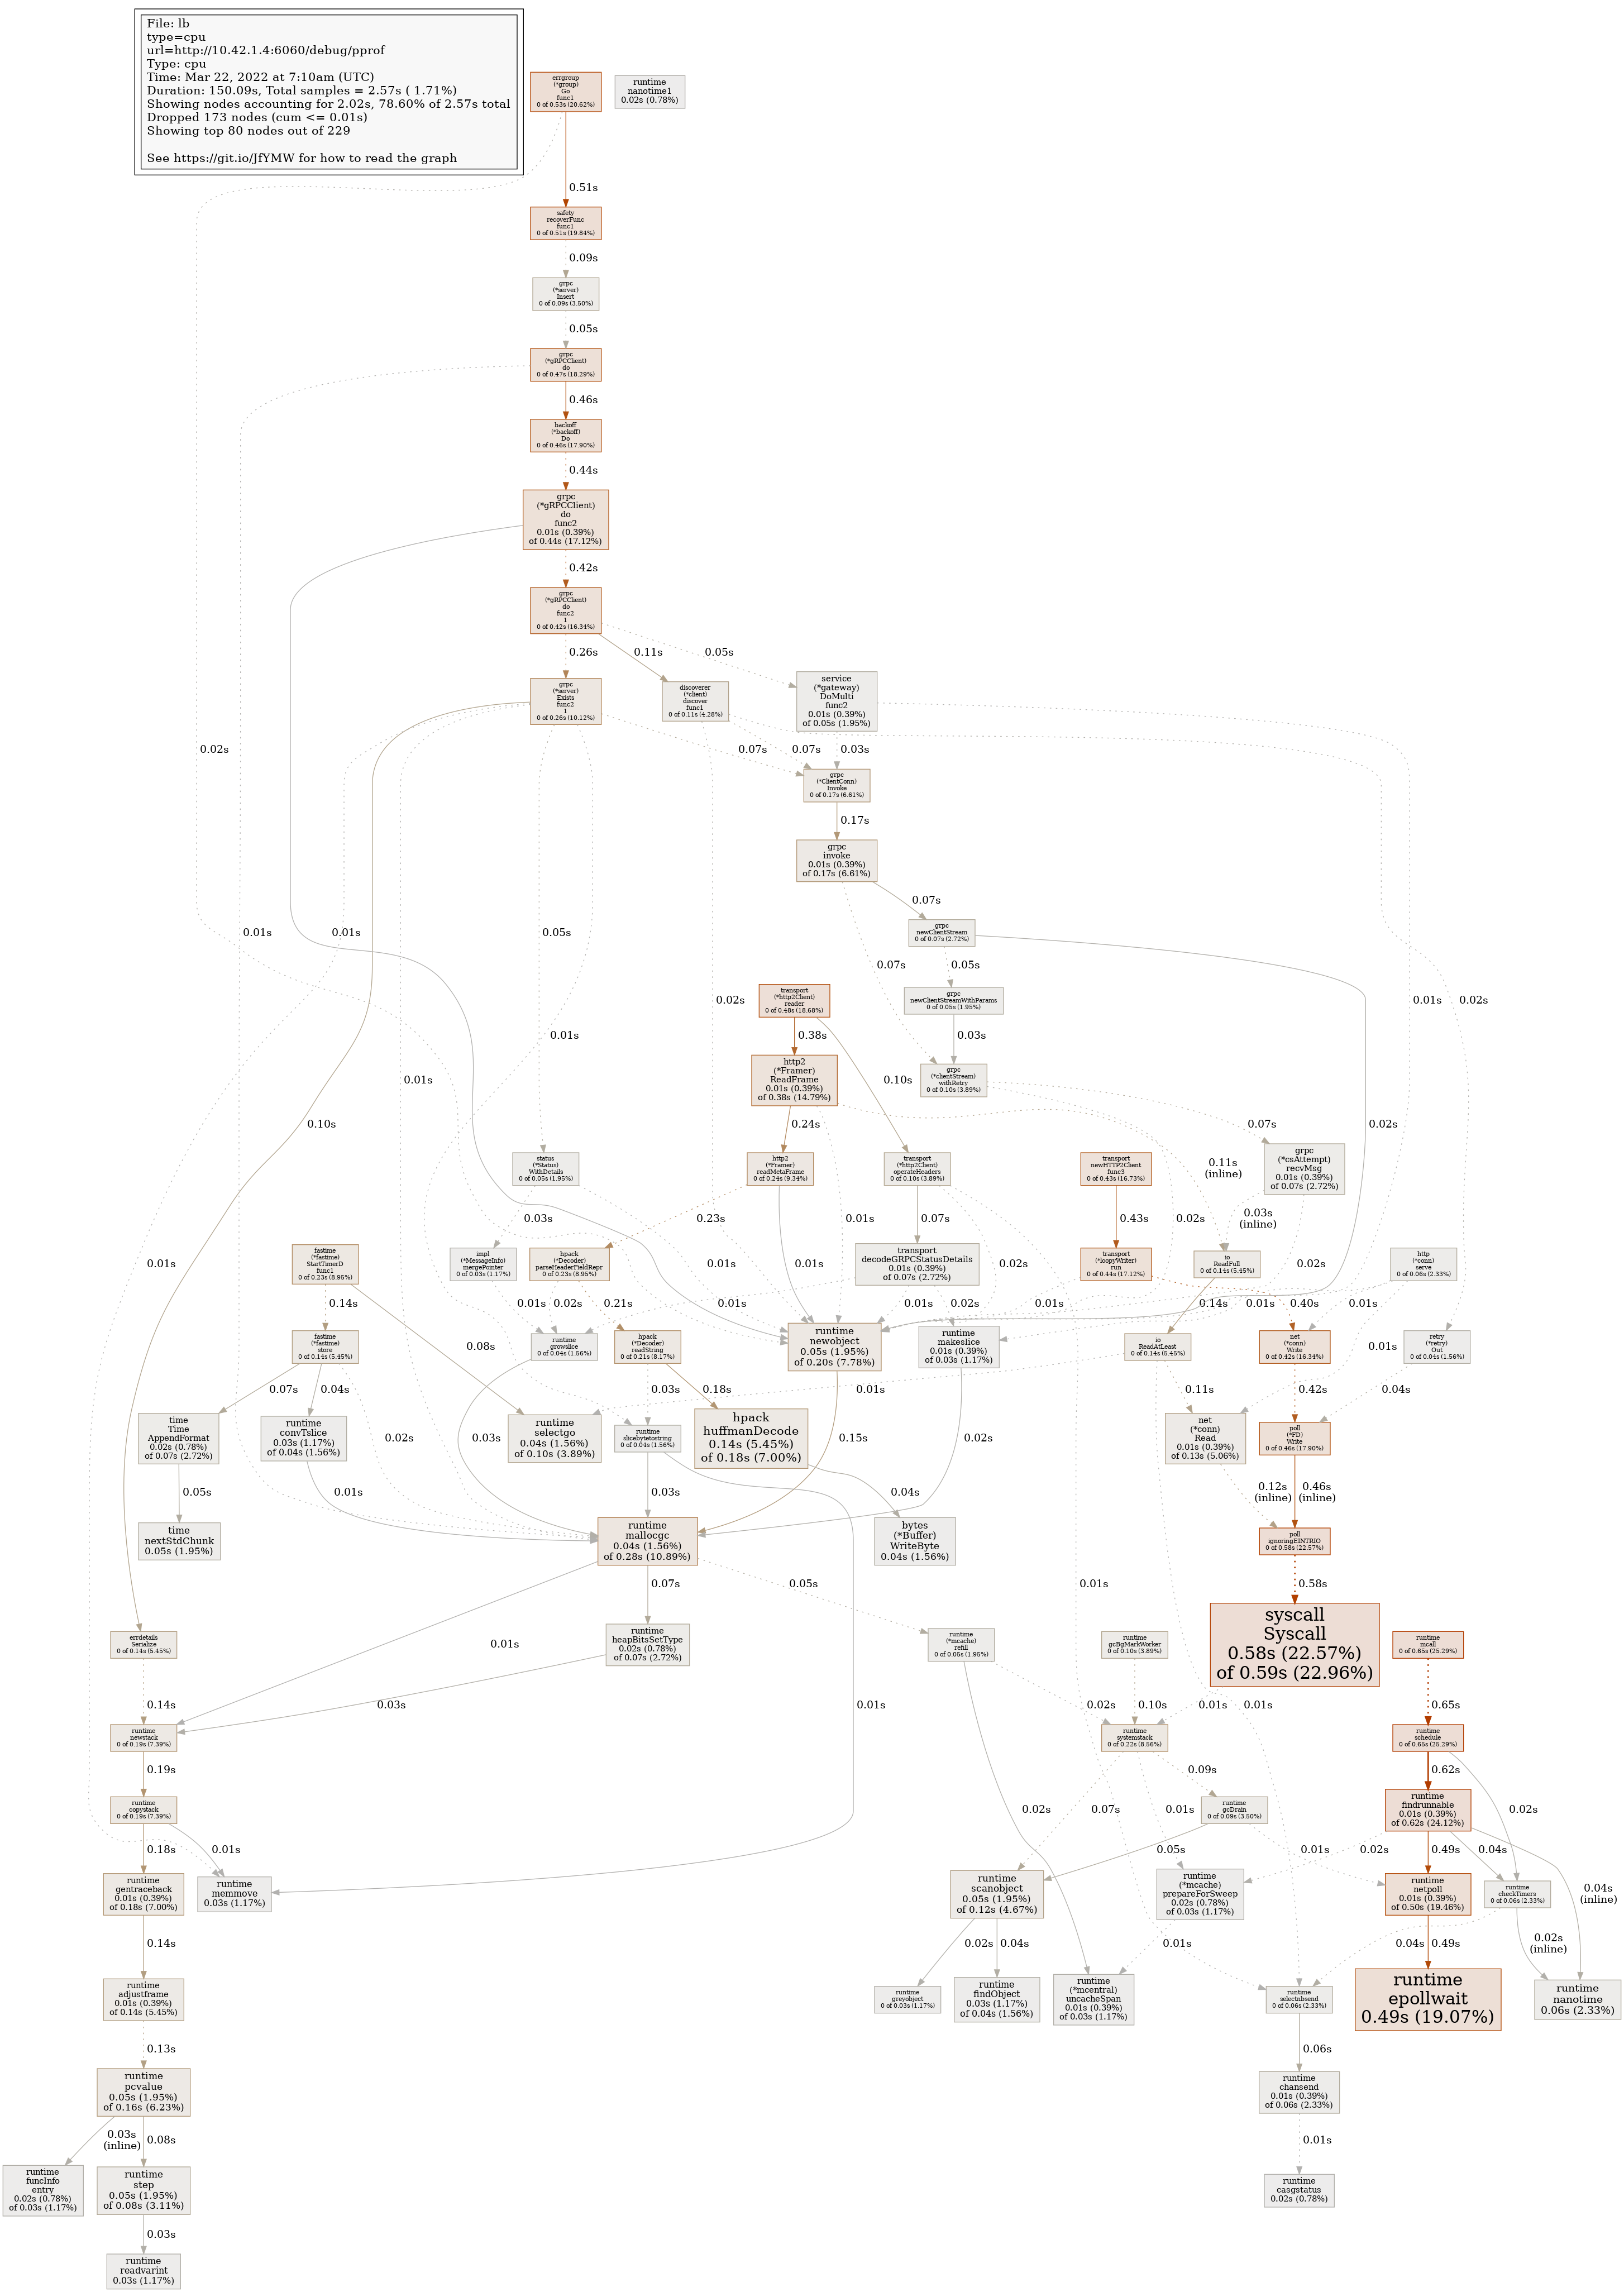 File: lb
type=cpu
url=http://10.42.1.4:6060/debug/pprof
Type: cpu
Time: Mar 22, 2022 at 7:10am (UTC)
Duration: 150.09s, Total samples = 2.57s ( 1.71%)
Showing nodes accounting for 2.02s, 78.60% of 2.57s total
Dropped 173 nodes (cum <= 0.01s)
Showing top 80 nodes out of 229
See https://git.io/JfYMW for how to read the graph
errgroup
(*group)
Go
func1
0 of 0.53s (20.62%)
runtime
nanotime1
0.02s (0.78%)
0.51s
safety
recoverFunc
func1
0 of 0.51s (19.84%)
0.09s
grpc
(*server)
Insert
0 of 0.09s (3.50%)
0.05s
grpc
(*gRPCClient)
do
0 of 0.47s (18.29%)
0.46s
backoff
(*backoff)
Do
0 of 0.46s (17.90%)
0.44s
grpc
(*gRPCClient)
do
func2
0.01s (0.39%)
of 0.44s (17.12%)
0.42s
grpc
(*gRPCClient)
do
func2
1
0 of 0.42s (16.34%)
0.26s
0.11s
0.05s
grpc
(*server)
Exists
func2
1
0 of 0.26s (10.12%)
discoverer
(*client)
discover
func1
0 of 0.11s (4.28%)
service
(*gateway)
DoMulti
func2
0.01s (0.39%)
of 0.05s (1.95%)
0.02s
0.07s
0.07s
0.03s
grpc
(*ClientConn)
Invoke
0 of 0.17s (6.61%)
0.17s
grpc
invoke
0.01s (0.39%)
of 0.17s (6.61%)
0.07s
grpc
newClientStream
0 of 0.07s (2.72%)
0.01s
0.01s
0.05s
0.07s
0.05s
0.01s
0.02s
0.02s
transport
(*http2Client)
reader
0 of 0.48s (18.68%)
grpc
newClientStreamWithParams
0 of 0.05s (1.95%)
0.01s
0.38s
0.03s
http2
(*Framer)
ReadFrame
0.01s (0.39%)
of 0.38s (14.79%)
0.01s
0.10s
grpc
(*clientStream)
withRetry
0 of 0.10s (3.89%)
0.10s
0.24s
0.07s
0.02s
status
(*Status)
WithDetails
0 of 0.05s (1.95%)
http2
(*Framer)
readMetaFrame
0 of 0.24s (9.34%)
transport
(*http2Client)
operateHeaders
0 of 0.10s (3.89%)
transport
newHTTP2Client
func3
0 of 0.43s (16.73%)
0.11s
(inline)
grpc
(*csAttempt)
recvMsg
0.01s (0.39%)
of 0.07s (2.72%)
0.03s
0.23s
0.01s
0.07s
0.43s
0.02s
0.03s
(inline)
fastime
(*fastime)
StartTimerD
func1
0 of 0.23s (8.95%)
impl
(*MessageInfo)
mergePointer
0 of 0.03s (1.17%)
hpack
(*Decoder)
parseHeaderFieldRepr
0 of 0.23s (8.95%)
transport
decodeGRPCStatusDetails
0.01s (0.39%)
of 0.07s (2.72%)
transport
(*loopyWriter)
run
0 of 0.44s (17.12%)
io
ReadFull
0 of 0.14s (5.45%)
http
(*conn)
serve
0 of 0.06s (2.33%)
0.01s
0.01s
0.01s
0.02s
0.02s
0.14s
0.01s
0.02s
0.21s
0.01s
0.01s
0.02s
0.01s
0.14s
0.01s
0.40s
0.01s
fastime
(*fastime)
store
0 of 0.14s (5.45%)
0.08s
runtime
growslice
0 of 0.04s (1.56%)
hpack
(*Decoder)
readString
0 of 0.21s (8.17%)
runtime
newobject
0.05s (1.95%)
of 0.20s (7.78%)
runtime
makeslice
0.01s (0.39%)
of 0.03s (1.17%)
io
ReadAtLeast
0 of 0.14s (5.45%)
net
(*conn)
Write
0 of 0.42s (16.34%)
0.01s
retry
(*retry)
Out
0 of 0.04s (1.56%)
0.07s
0.04s
0.03s
0.18s
0.01s
0.11s
0.42s
0.04s
time
Time
AppendFormat
0.02s (0.78%)
of 0.07s (2.72%)
runtime
convTslice
0.03s (1.17%)
of 0.04s (1.56%)
0.02s
0.03s
runtime
selectgo
0.04s (1.56%)
of 0.10s (3.89%)
runtime
slicebytetostring
0 of 0.04s (1.56%)
hpack
huffmanDecode
0.14s (5.45%)
of 0.18s (7.00%)
0.15s
0.02s
net
(*conn)
Read
0.01s (0.39%)
of 0.13s (5.06%)
poll
(*FD)
Write
0 of 0.46s (17.90%)
0.05s
0.01s
0.03s
0.04s
0.12s
(inline)
0.46s
(inline)
time
nextStdChunk
0.05s (1.95%)
runtime
mallocgc
0.04s (1.56%)
of 0.28s (10.89%)
bytes
(*Buffer)
WriteByte
0.04s (1.56%)
poll
ignoringEINTRIO
0 of 0.58s (22.57%)
0.07s
0.05s
0.01s
0.58s
errdetails
Serialize
0 of 0.14s (5.45%)
0.01s
runtime
heapBitsSetType
0.02s (0.78%)
of 0.07s (2.72%)
runtime
(*mcache)
refill
0 of 0.05s (1.95%)
runtime
gcBgMarkWorker
0 of 0.10s (3.89%)
syscall
Syscall
0.58s (22.57%)
of 0.59s (22.96%)
runtime
mcall
0 of 0.65s (25.29%)
0.14s
0.03s
0.01s
0.02s
0.10s
0.01s
0.01s
0.65s
runtime
newstack
0 of 0.19s (7.39%)
runtime
systemstack
0 of 0.22s (8.56%)
runtime
schedule
0 of 0.65s (25.29%)
0.19s
0.09s
0.62s
runtime
copystack
0 of 0.19s (7.39%)
0.02s
0.07s
0.01s
runtime
gcDrain
0 of 0.09s (3.50%)
runtime
findrunnable
0.01s (0.39%)
of 0.62s (24.12%)
0.02s
0.18s
0.01s
0.05s
0.01s
0.02s
0.49s
0.04s
runtime
gentraceback
0.01s (0.39%)
of 0.18s (7.00%)
runtime
memmove
0.03s (1.17%)
runtime
scanobject
0.05s (1.95%)
of 0.12s (4.67%)
runtime
(*mcache)
prepareForSweep
0.02s (0.78%)
of 0.03s (1.17%)
runtime
netpoll
0.01s (0.39%)
of 0.50s (19.46%)
runtime
checkTimers
0 of 0.06s (2.33%)
0.04s
(inline)
0.14s
0.02s
0.04s
0.01s
0.04s
0.49s
0.02s
(inline)
runtime
adjustframe
0.01s (0.39%)
of 0.14s (5.45%)
runtime
greyobject
0 of 0.03s (1.17%)
runtime
findObject
0.03s (1.17%)
of 0.04s (1.56%)
runtime
(*mcentral)
uncacheSpan
0.01s (0.39%)
of 0.03s (1.17%)
runtime
selectnbsend
0 of 0.06s (2.33%)
runtime
epollwait
0.49s (19.07%)
runtime
nanotime
0.06s (2.33%)
0.13s
0.06s
runtime
pcvalue
0.05s (1.95%)
of 0.16s (6.23%)
runtime
chansend
0.01s (0.39%)
of 0.06s (2.33%)
0.03s
(inline)
0.08s
0.01s
runtime
funcInfo
entry
0.02s (0.78%)
of 0.03s (1.17%)
runtime
step
0.05s (1.95%)
of 0.08s (3.11%)
runtime
casgstatus
0.02s (0.78%)
0.03s
runtime
readvarint
0.03s (1.17%)